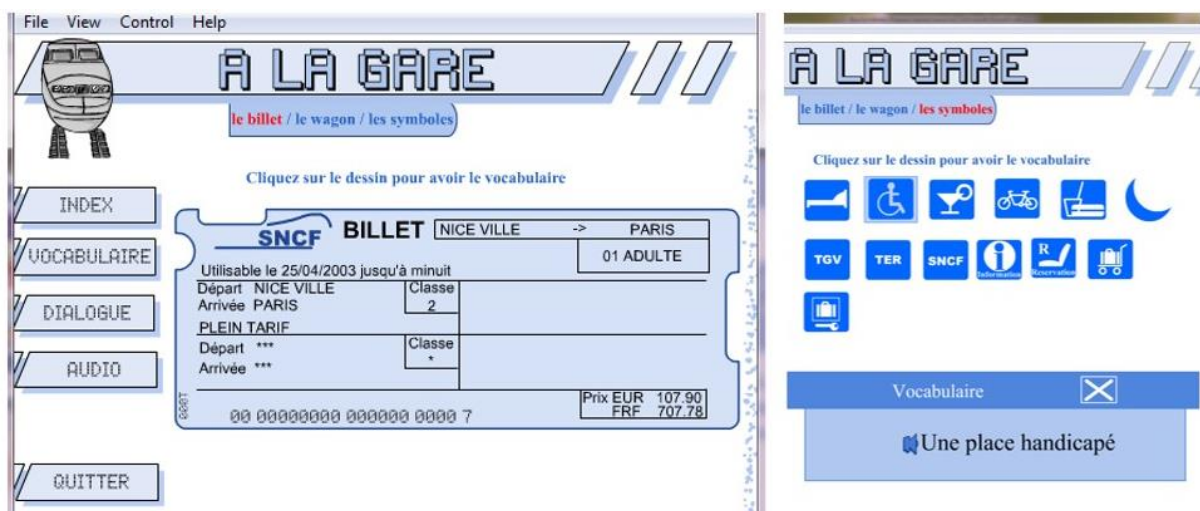 File View Control Help
A LA GARE
le billet / le wagon / les symboles
Cliquez sur le dessin pour avoir le vocabulaire
INDEX
VOCABULAIRE
DIALOGUE
AUDIO
QUITTER
SNCF BILLET NICE VILLE -> PARIS
01 ADULTE
Utilisable le 25/04/2003 jusqu'à minuit
Départ NICE VILLE Classe
Arrivée PARIS 2
PLEIN TARIF
Départ *** Classe
Arrivée *** *
Prix EUR 107.90
FRF 707.78
00 00000000 000000 0000 7
A LA GARE
le billet / le wagon / les symboles
Cliquez sur le dessin pour avoir le vocabulaire
TGV TER SNCF Information R Reservation
Vocabulaire
Une place handicapé